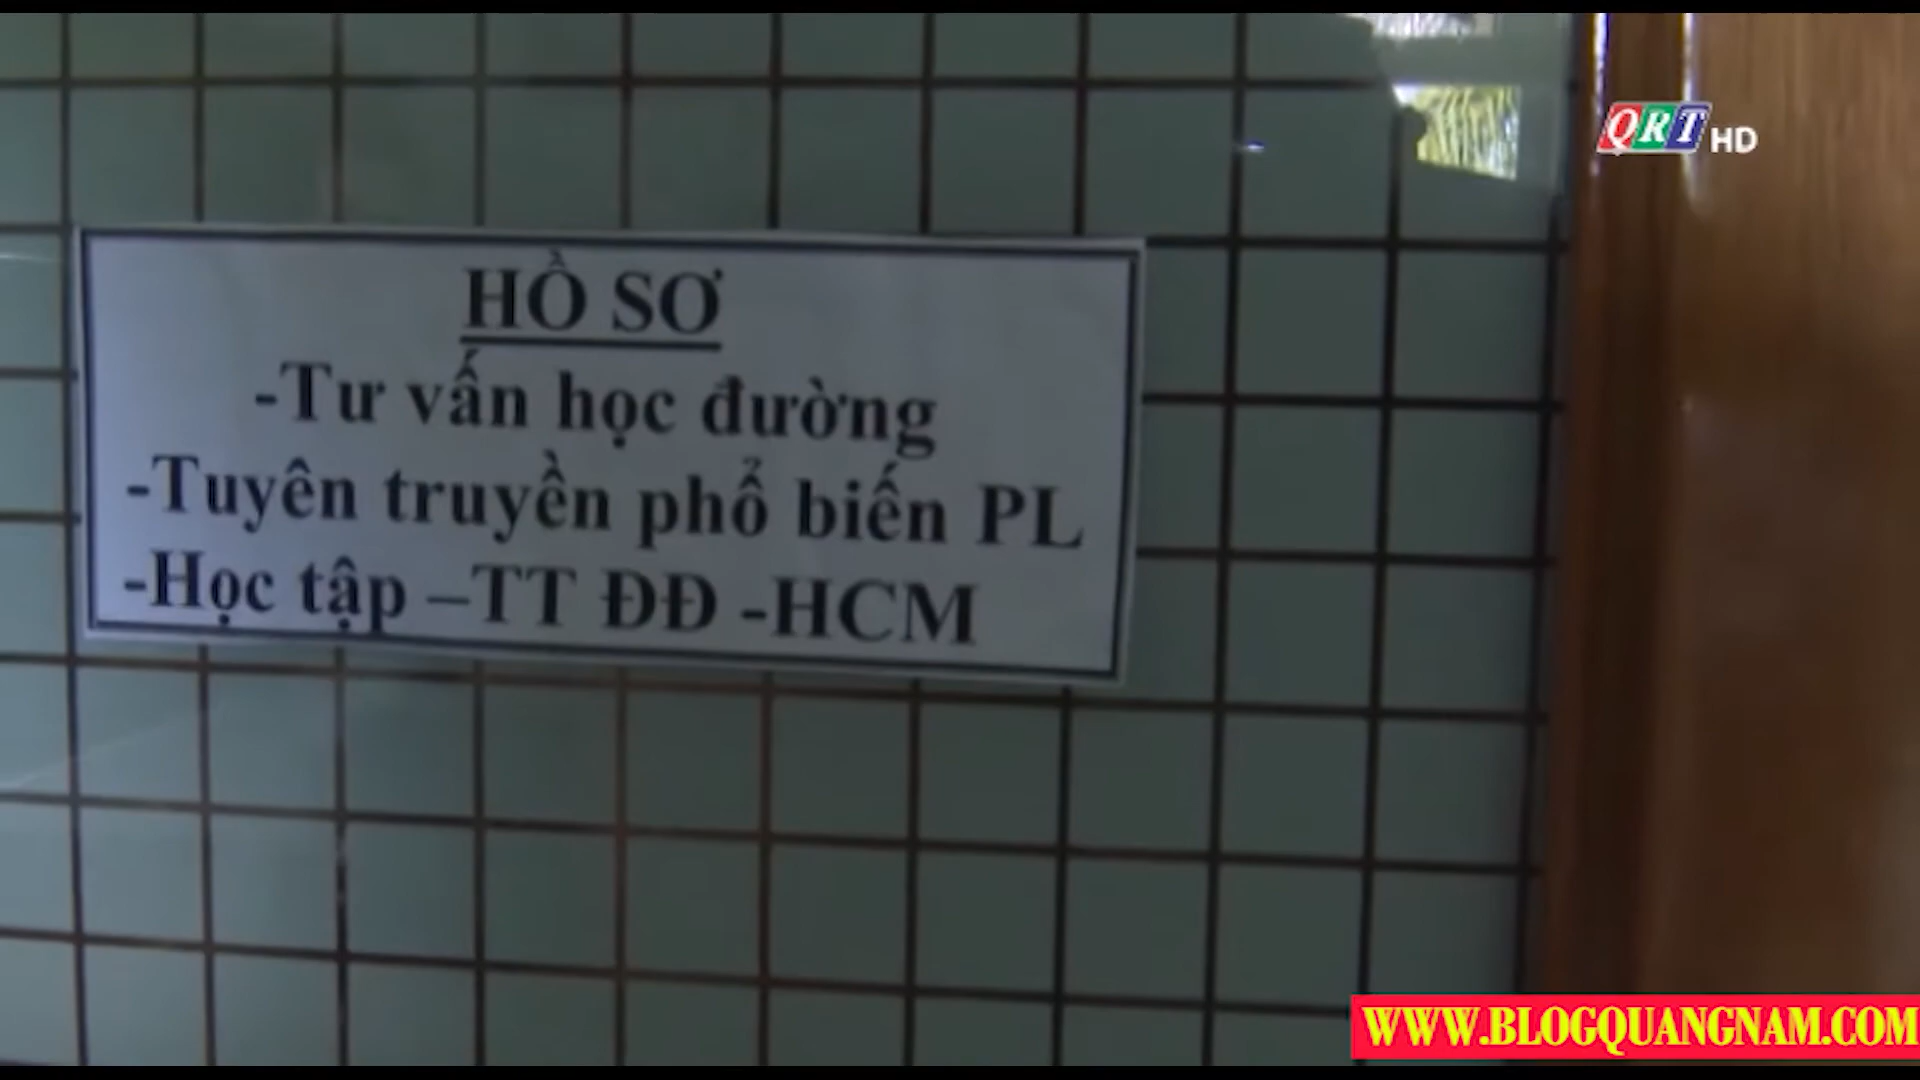 QRT HD
HỒ SƠ
-Tư vấn học đường
-Tuyên truyền phổ biến PL
-Học tập –TT ĐĐ -HCM
WWW.BLOGQUANGNAM.COM